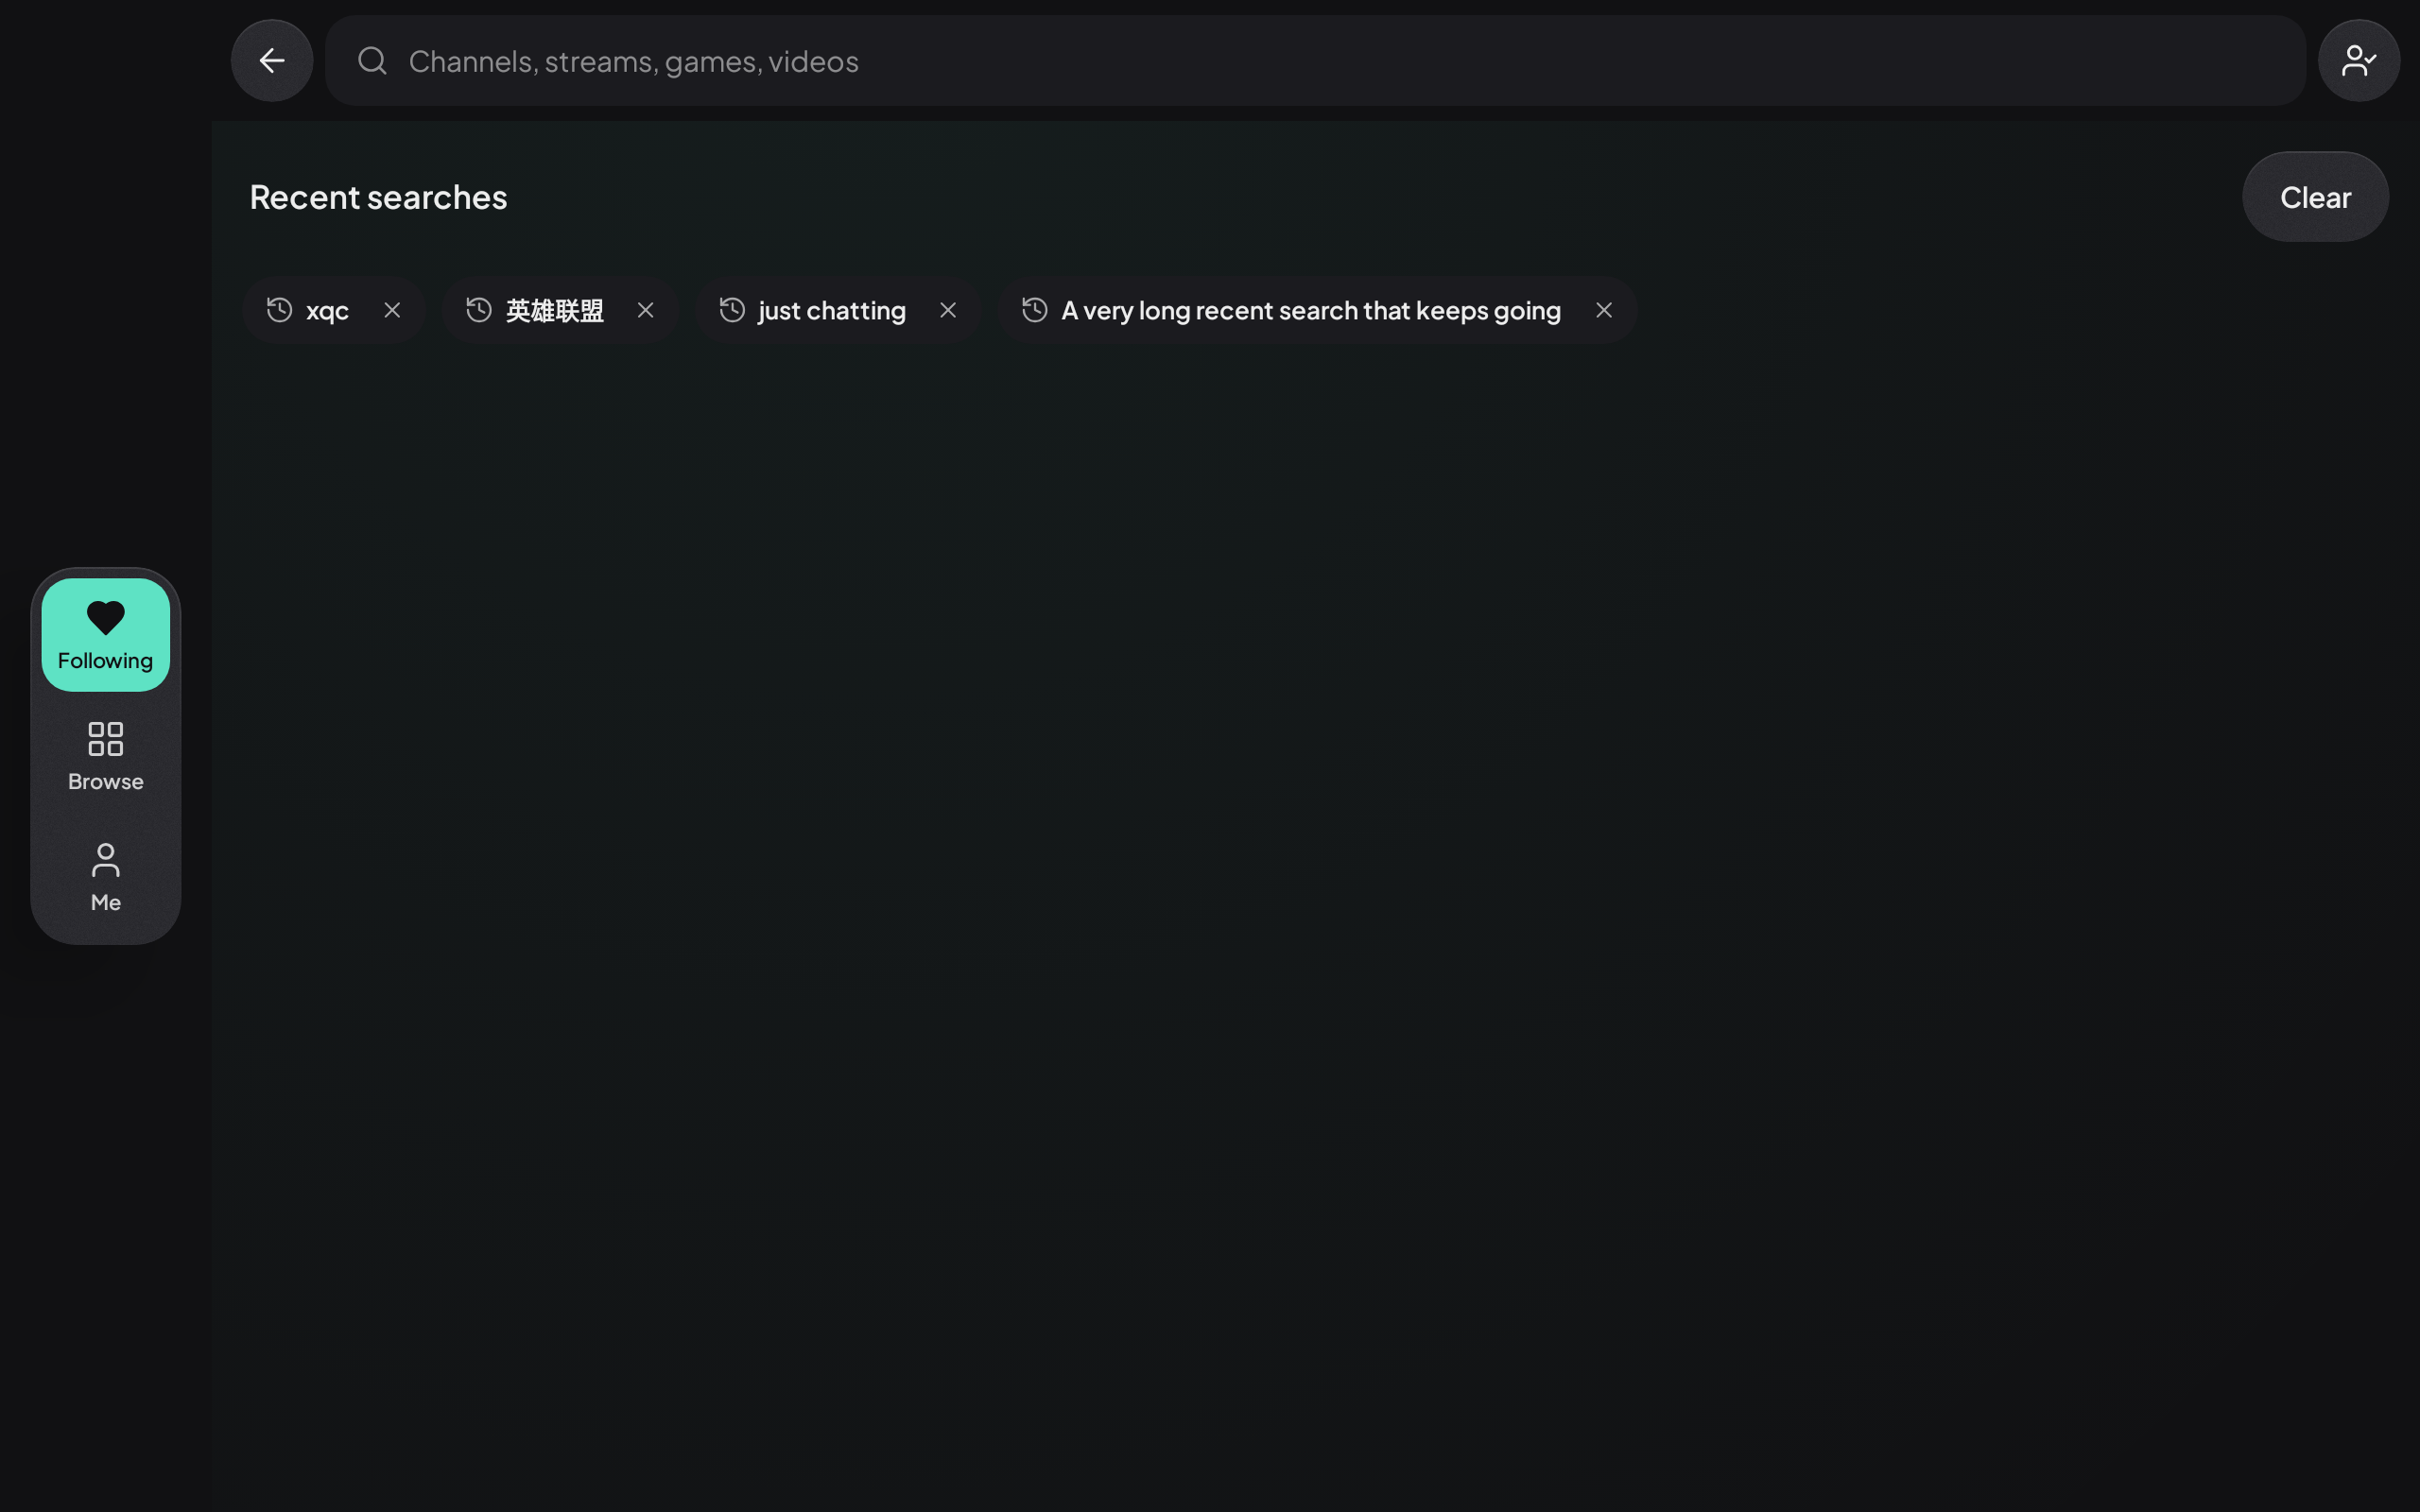 Channels, streams, games, videos
Recent searches
Clear
xqc
英雄联盟
just chatting
A very long recent search that keeps going
Following
Browse
Me